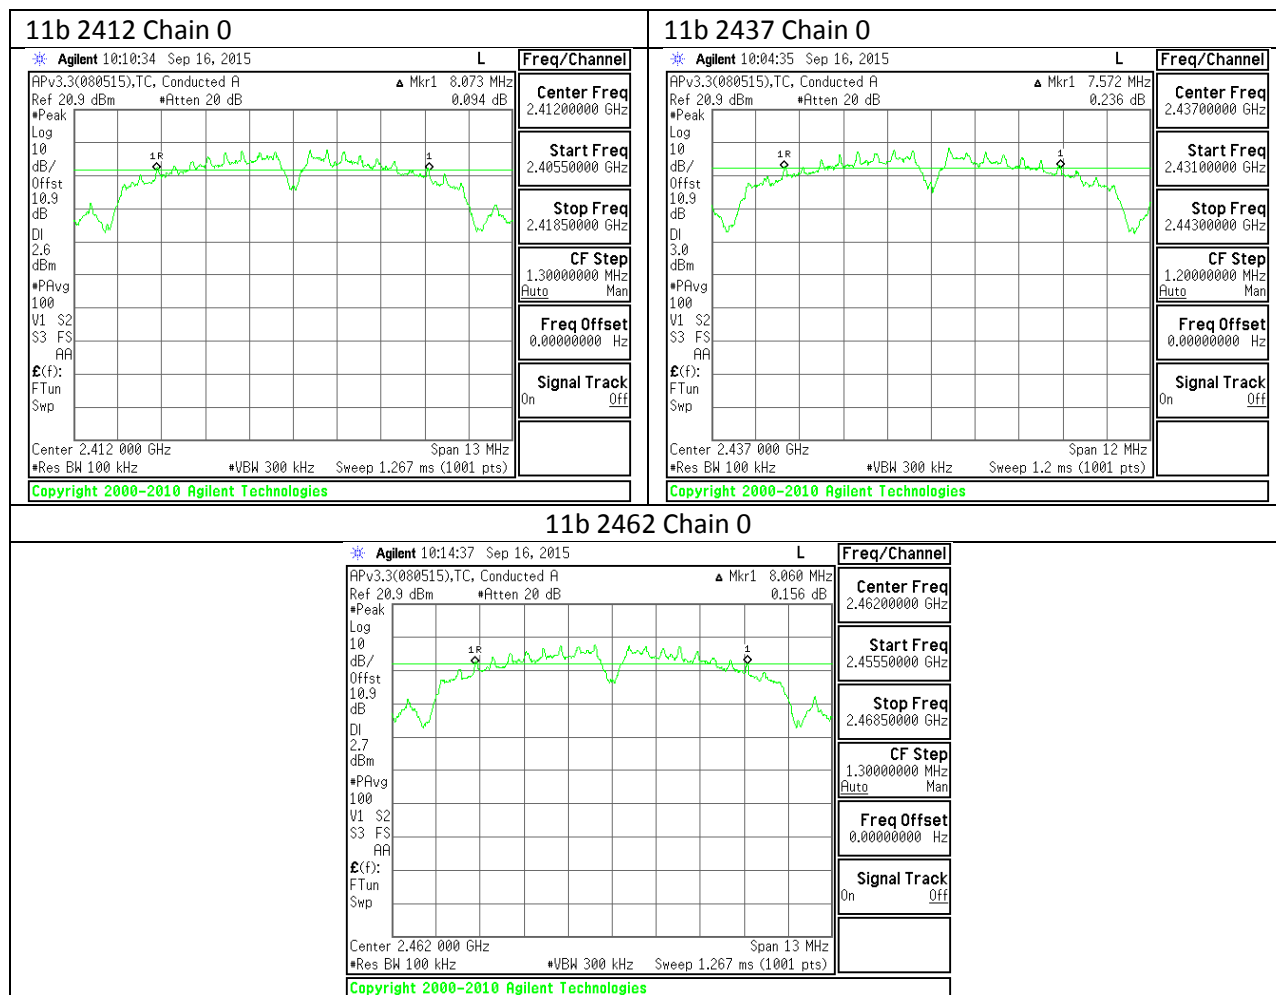 11b 2412 Chain 0
Agilent 10:10:34 Sep 16, 2015 L Freq/Channel
APv3.3(080515),TC, Conducted A Δ Mkr1 8.073 MHz
Ref 20.9 dBm #Atten 20 dB 0.094 dB
#Peak
Log
10
dB/
Offst
10.9
dB
DI
2.6
dBm
#PAvg
100
V1 S2
S3 FS
AA
£(f):
FTun
Swp
1R
1
Center 2.412 000 GHz Span 13 MHz
#Res BW 100 kHz #VBW 300 kHz Sweep 1.267 ms (1001 pts)
Copyright 2000-2010 Agilent Technologies
Center Freq
2.41200000 GHz
Start Freq
2.40550000 GHz
Stop Freq
2.41850000 GHz
CF Step
1.30000000 MHz
Auto Man
Freq Offset
0.00000000 Hz
Signal Track
On Off
11b 2437 Chain 0
Agilent 10:04:35 Sep 16, 2015 L Freq/Channel
APv3.3(080515),TC, Conducted A Δ Mkr1 7.572 MHz
Ref 20.9 dBm #Atten 20 dB 0.236 dB
#Peak
Log
10
dB/
Offst
10.9
dB
DI
3.0
dBm
#PAvg
100
V1 S2
S3 FS
AA
£(f):
FTun
Swp
1R
1
Center 2.437 000 GHz Span 12 MHz
#Res BW 100 kHz #VBW 300 kHz Sweep 1.2 ms (1001 pts)
Copyright 2000-2010 Agilent Technologies
Center Freq
2.43700000 GHz
Start Freq
2.43100000 GHz
Stop Freq
2.44300000 GHz
CF Step
1.20000000 MHz
Auto Man
Freq Offset
0.00000000 Hz
Signal Track
On Off
11b 2462 Chain 0
Agilent 10:14:37 Sep 16, 2015 L Freq/Channel
APv3.3(080515),TC, Conducted A Δ Mkr1 8.060 MHz
Ref 20.9 dBm #Atten 20 dB 0.156 dB
#Peak
Log
10
dB/
Offst
10.9
dB
DI
2.7
dBm
#PAvg
100
V1 S2
S3 FS
AA
£(f):
FTun
Swp
1R
1
Center 2.462 000 GHz Span 13 MHz
#Res BW 100 kHz #VBW 300 kHz Sweep 1.267 ms (1001 pts)
Copyright 2000-2010 Agilent Technologies
Center Freq
2.46200000 GHz
Start Freq
2.45550000 GHz
Stop Freq
2.46850000 GHz
CF Step
1.30000000 MHz
Auto Man
Freq Offset
0.00000000 Hz
Signal Track
On Off